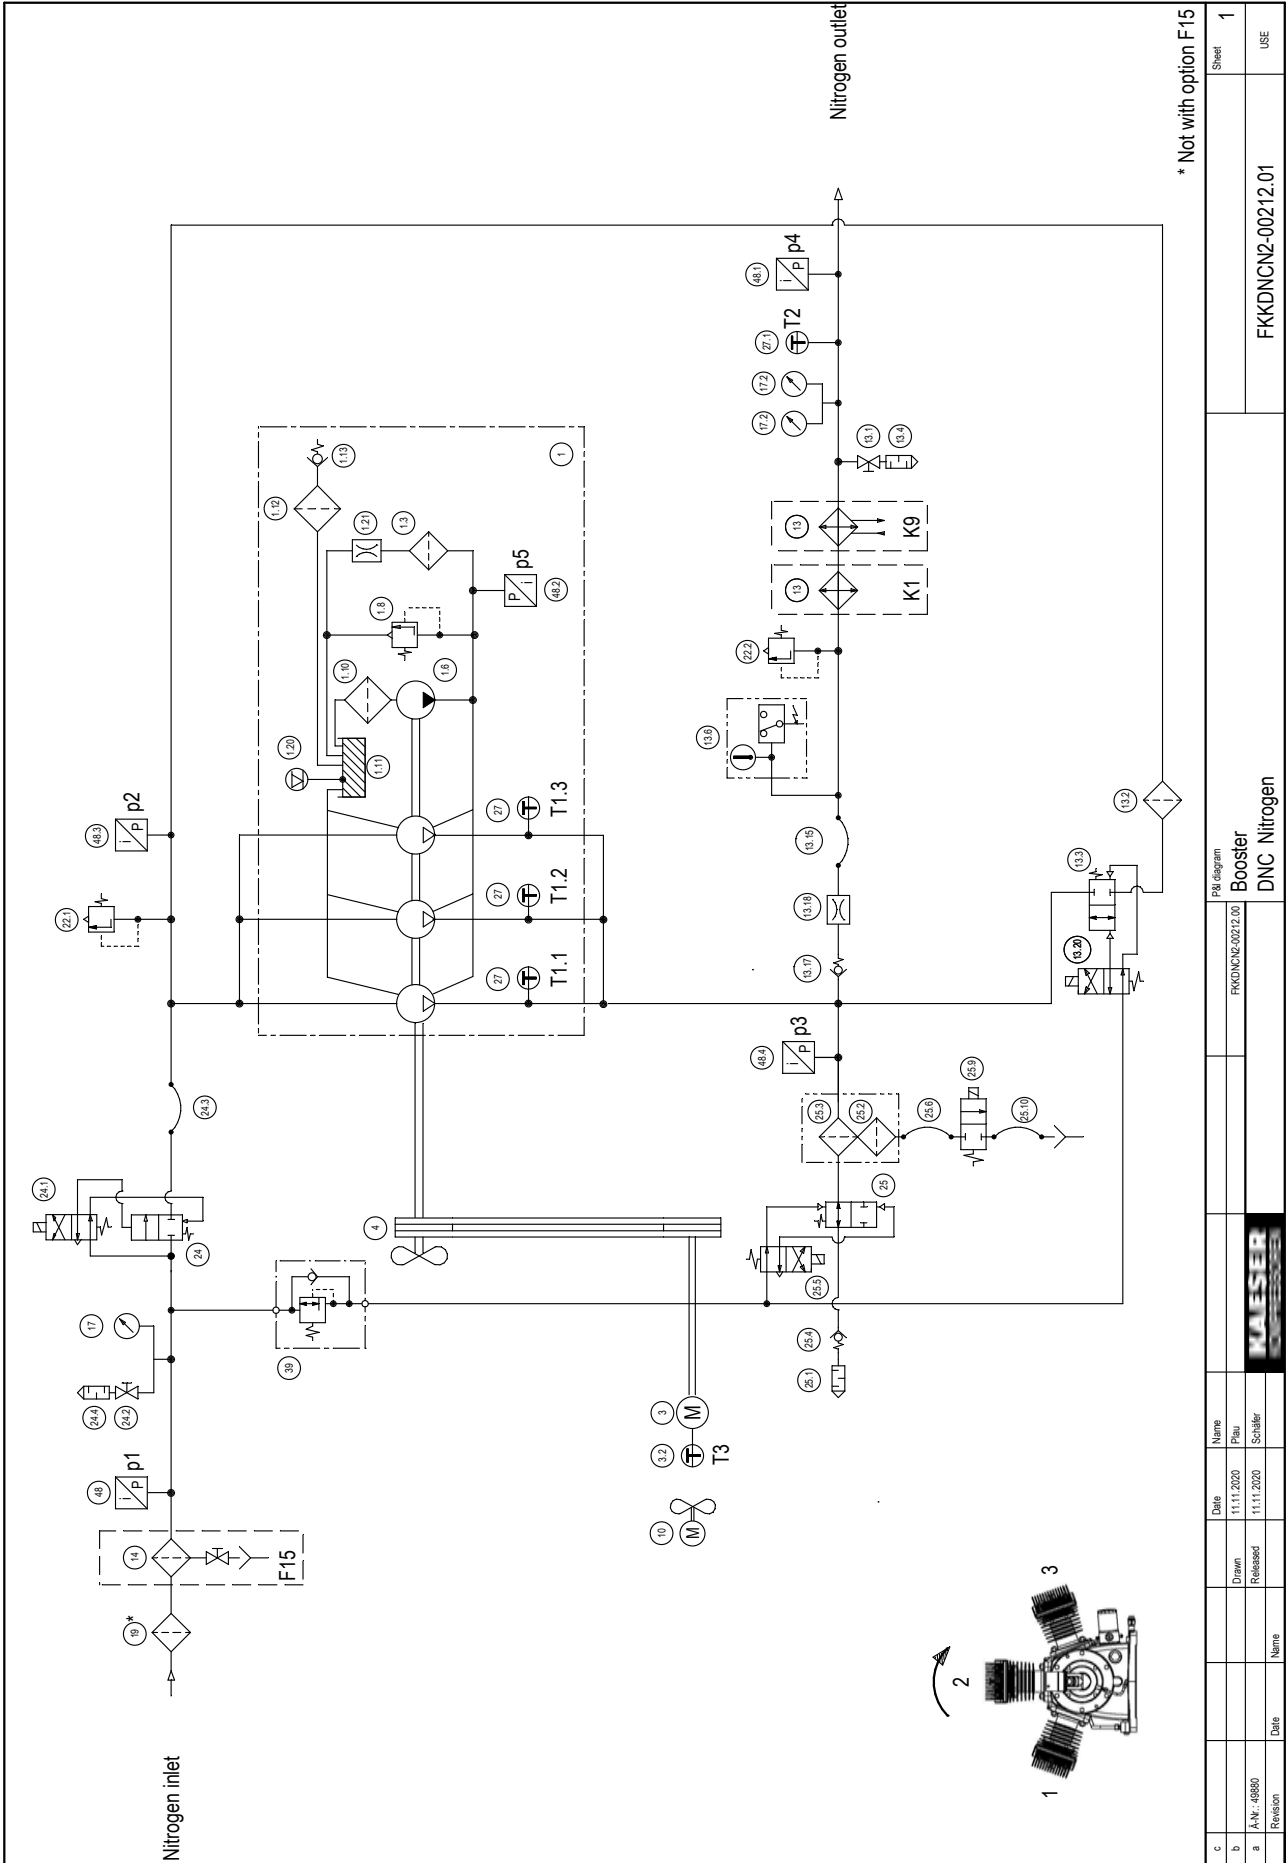 Nitrogen inlet
19
*
14
F15
48
p1
24.4
24.2
17
39
24
24.1
24.3
22.1
48.3
p2
1
1.20
1.11
1.10
1.6
1.8
1.21
1.3
1.12
1.13
p5
48.2
27
T1.1
27
T1.2
27
T1.3
4
3
M
3.2
T3
10
M
25.1
25.4
25.5
25
25.3
25.2
25.6
25.9
25.10
48.4
p3
13.17
13.18
13.15
13.6
22.2
13
K1
13
K9
13.1
13.4
17.2
17.2
27.1
T2
48.1
p4
Nitrogen outlet
13.20
13.3
13.2
1
2
3
* Not with option F15
c
b
a
Ä-Nr.: 49880
Revision
Date
Name
Date
Name
Drawn
11.11.2020
Plau
Released
11.11.2020
Schäfer
KAESER
FKKDNCN2-00212.00
P&I diagram
Booster
DNC Nitrogen
FKKDNCN2-00212.01
Sheet
1
USE